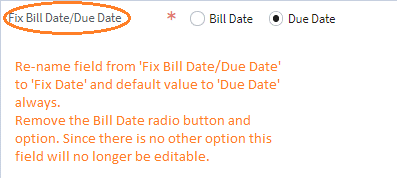 Fix Bill Date/Due Date * Bill Date Due Date
Re-name field from 'Fix Bill Date/Due Date'
to 'Fix Date' and default value to 'Due Date'
always.
Remove the Bill Date radio button and
option. Since there is no other option this
field will no longer be editable.